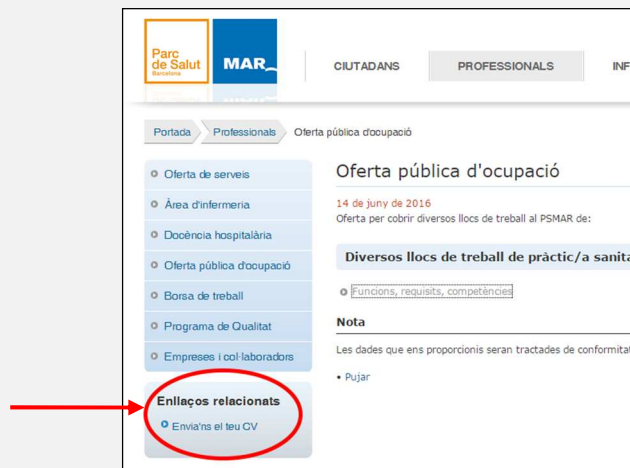 Parc
de Salut
Barcelona
MAR
CIUTADANS
PROFESSIONALS
Portada
Professionals
Oferta pública d'ocupació
Oferta de serveis
Àrea d'infermeria
Docència hospitalària
Oferta pública d'ocupació
Borsa de treball
Programa de Qualitat
Empreses i col·laboradors
Enllaços relacionats
Envia'ns el teu CV
Oferta pública d'ocupació
14 de juny de 2016
Oferta per cobrir diversos llocs de treball al PSMAR de:
Diversos llocs de treball de pràctic/a
Funcions, requisits, competències
Nota
Les dades que ens proporcionis seran tractades de
Pujar